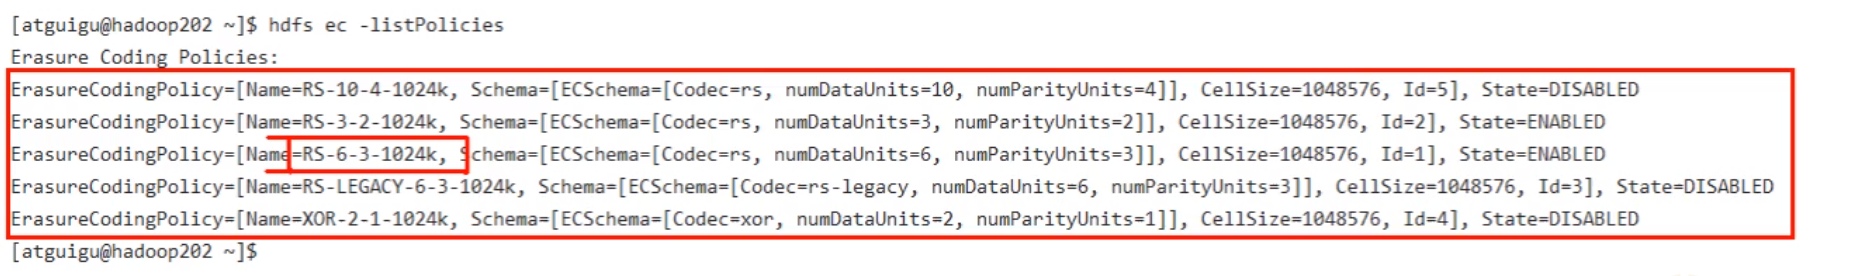 [atguigu@hadoop202 ~]$ hdfs ec -listPolicies
Erasure Coding Policies:
ErasureCodingPolicy=[Name=RS-10-4-1024k, Schema=[ECSchema=[Codec=rs, numDataUnits=10, numParityUnits=4]], CellSize=1048576, Id=5], State=DISABLED
ErasureCodingPolicy=[Name=RS-3-2-1024k, Schema=[ECSchema=[Codec=rs, numDataUnits=3, numParityUnits=2]], CellSize=1048576, Id=2], State=ENABLED
ErasureCodingPolicy=[Name=RS-6-3-1024k, Schema=[ECSchema=[Codec=rs, numDataUnits=6, numParityUnits=3]], CellSize=1048576, Id=1], State=ENABLED
ErasureCodingPolicy=[Name=RS-LEGACY-6-3-1024k, Schema=[ECSchema=[Codec=rs-legacy, numDataUnits=6, numParityUnits=3]], CellSize=1048576, Id=3], State=DISABLED
ErasureCodingPolicy=[Name=XOR-2-1-1024k, Schema=[ECSchema=[Codec=xor, numDataUnits=2, numParityUnits=1]], CellSize=1048576, Id=4], State=DISABLED
[atguigu@hadoop202 ~]$